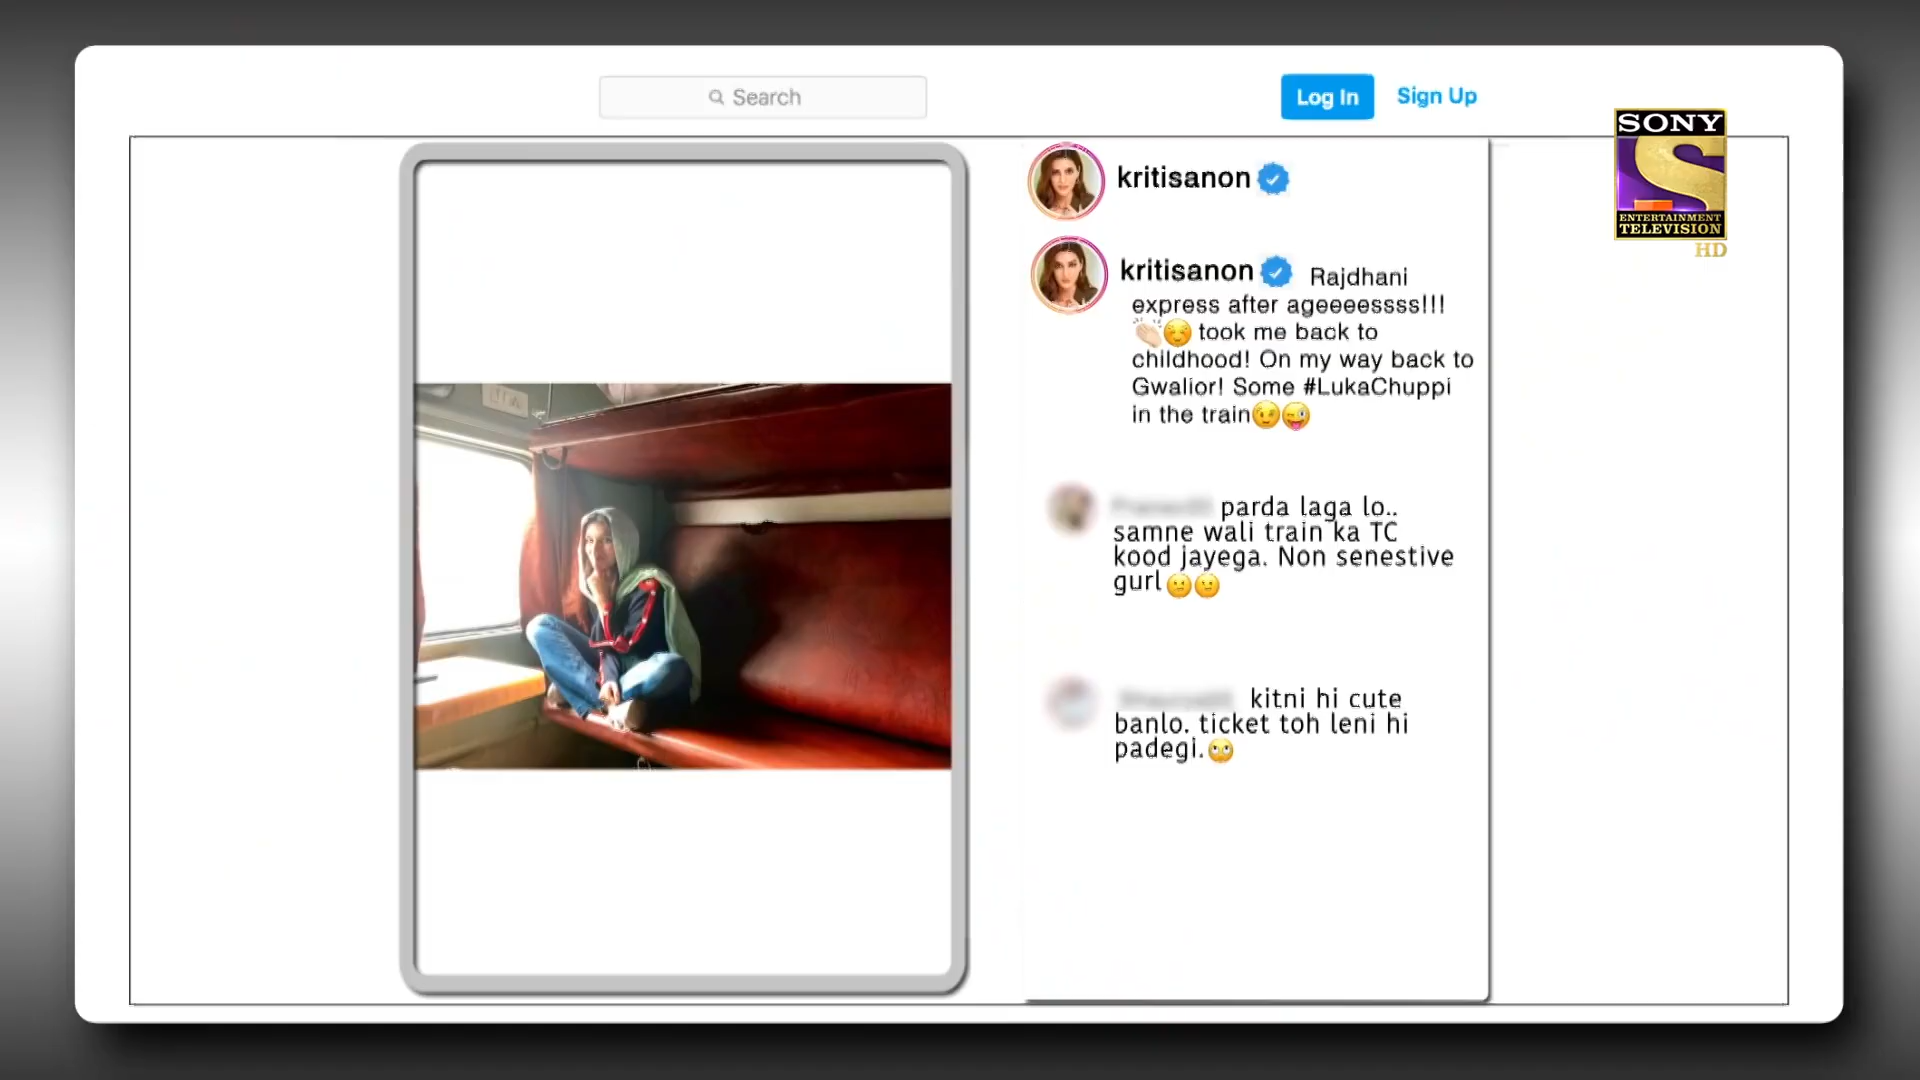 Search
Log In
Sign Up
SONY
ENTERTAINMENT
TELEVISION
HD
kritisanon
kritisanon Rajdhani
express after ageeeessss!!!
👏🏻☺️ took me back to
childhood! On my way back to
Gwalior! Some #LukaChuppi
in the train😉😜
parda laga lo..
samne wali train ka TC
kood jayega. Non senestive
gurl😐😐
kitni hi cute
banlo. ticket toh leni hi
padegi.🙄